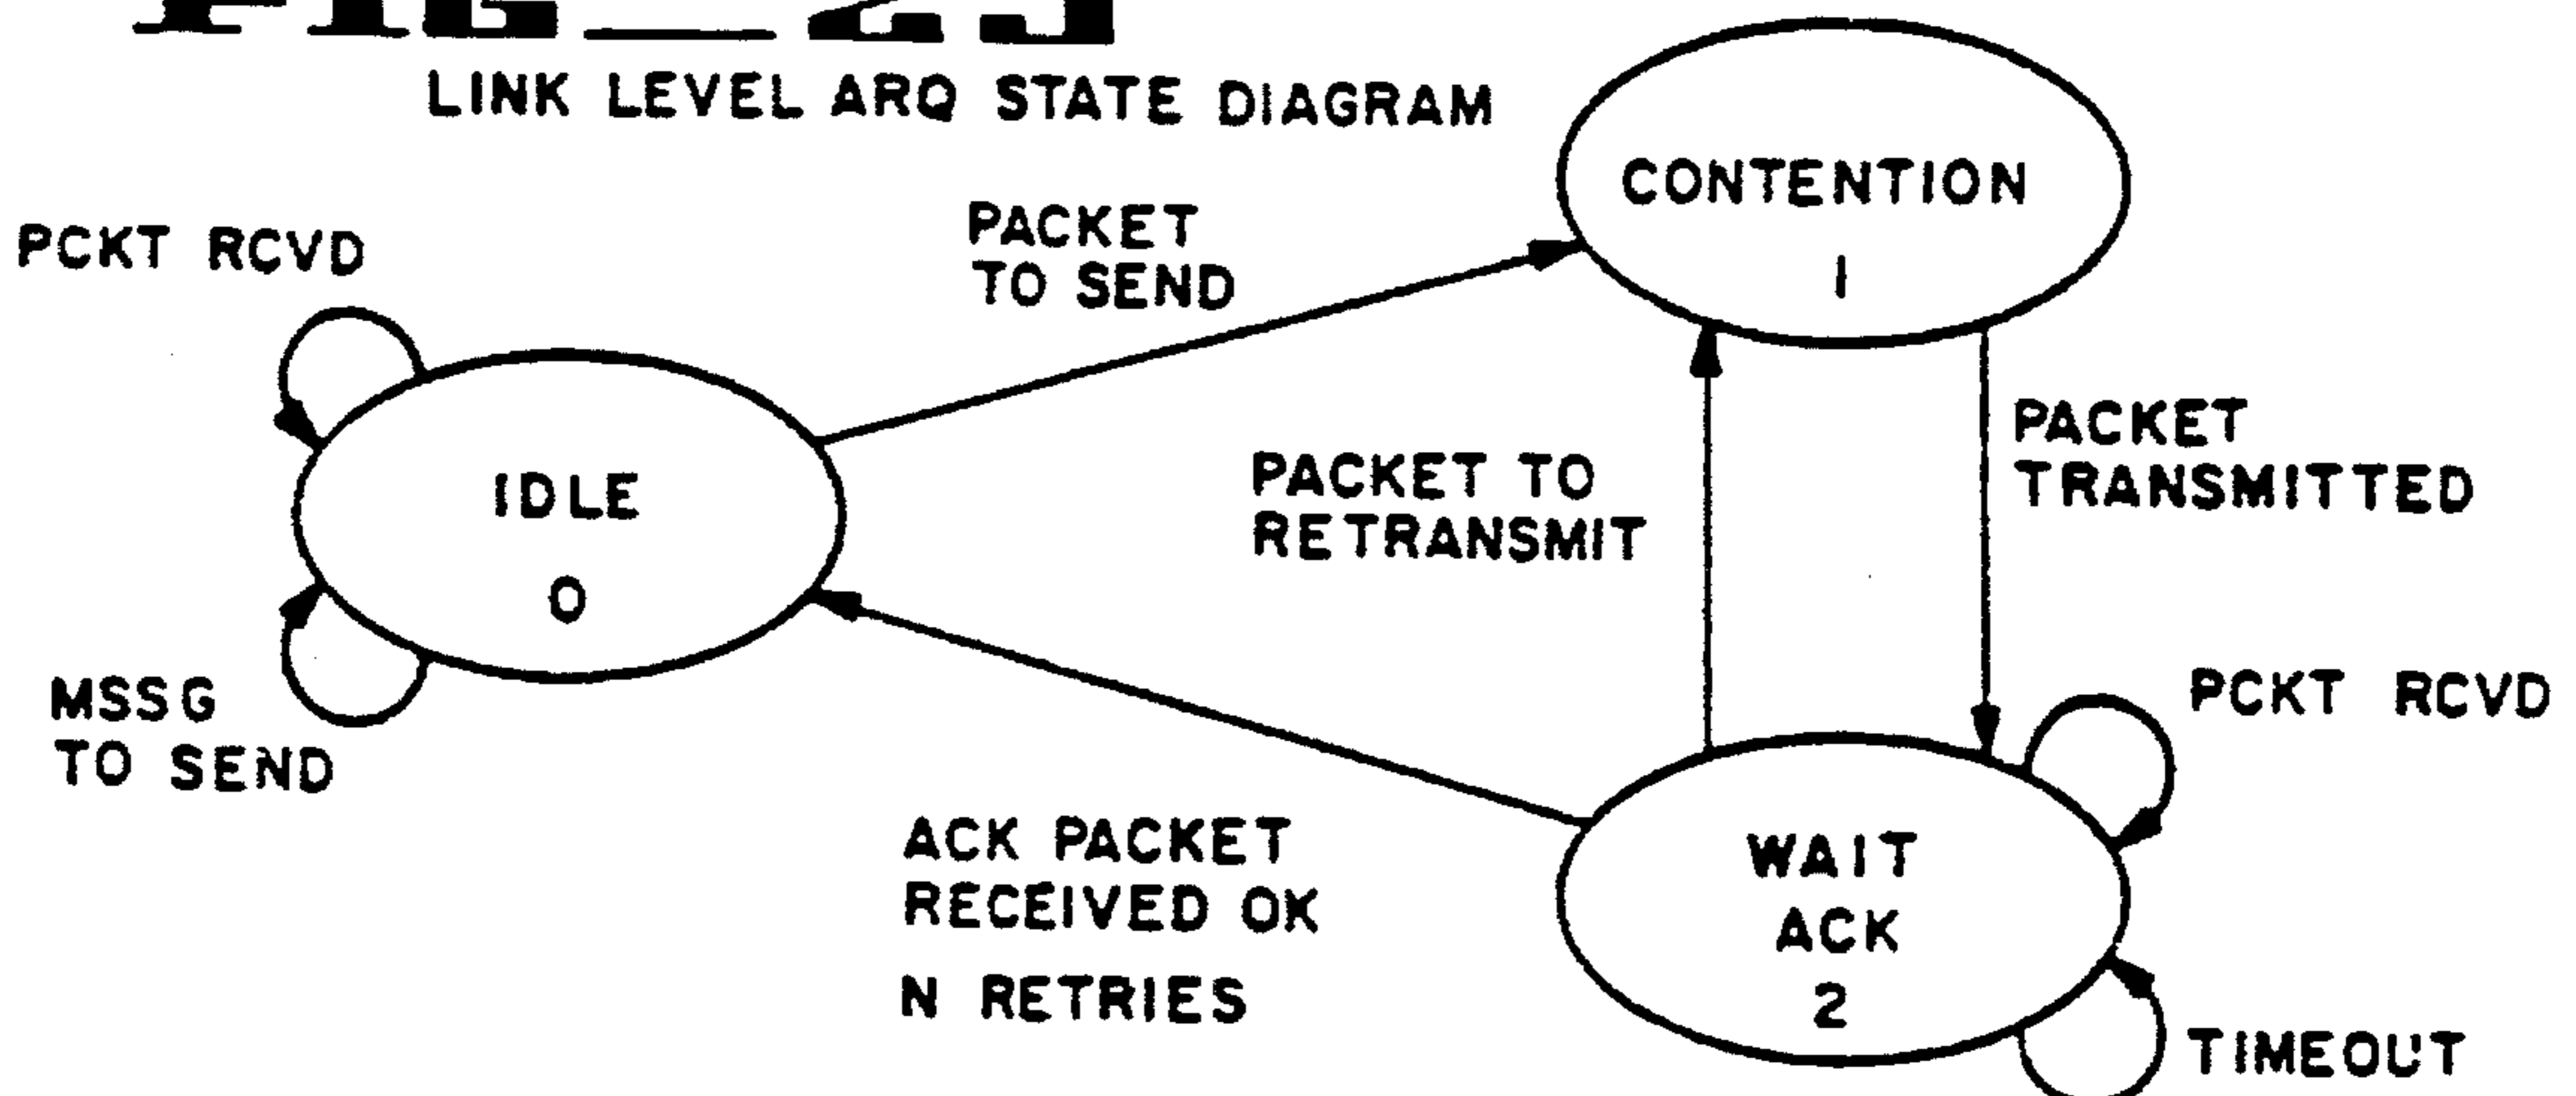 FIG_23
LINK LEVEL ARQ STATE DIAGRAM
CONTENTION
1
PACKET
TO SEND
PCKT RCVD
IDLE
0
PACKET TO
RETRANSMIT
PACKET
TRANSMITTED
MSSG
TO SEND
PCKT RCVD
ACK PACKET
RECEIVED OK
N RETRIES
WAIT
ACK
2
TIMEOUT